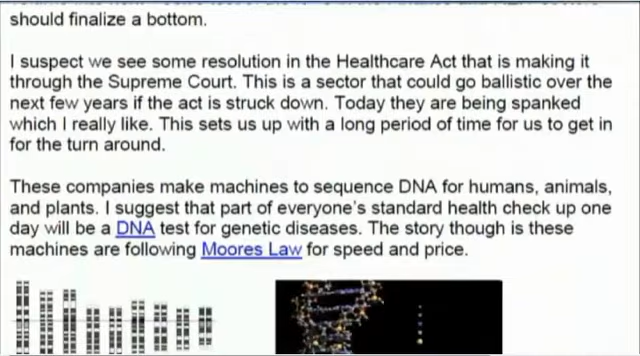 should finalize a bottom.
I suspect we see some resolution in the Healthcare Act that is making it
through the Supreme Court. This is a sector that could go ballistic over the
next few years if the act is struck down. Today they are being spanked
which I really like. This sets us up with a long period of time for us to get in
for the turn around.
These companies make machines to sequence DNA for humans, animals,
and plants. I suggest that part of everyone's standard health check up one
day will be a DNA test for genetic diseases. The story though is these
machines are following Moores Law for speed and price.